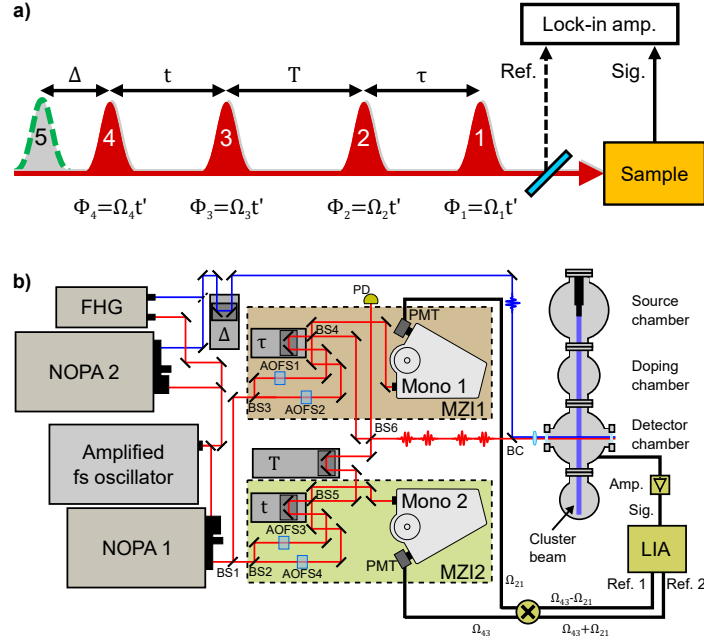 a)
Lock-in amp.
Δ
t
T
τ
Ref.
Sig.
5
4
3
2
1
Sample
Φ₄=Ω₄t'
Φ₃=Ω₃t'
Φ₂=Ω₂t'
Φ₁=Ω₁t'
b)
FHG
NOPA 2
Amplified
fs oscillator
NOPA 1
Δ
PD
PMT
τ
BS4
AOFS1
BS3
AOFS2
Mono 1
MZI1
BS6
T
t
BS5
AOFS3
BS1
BS2
AOFS4
Mono 2
PMT
MZI2
BC
Source
chamber
Doping
chamber
Detector
chamber
Cluster
beam
Amp.
Sig.
LIA
Ref. 1
Ref. 2
Ω₂₁
Ω₄₃-Ω₂₁
Ω₄₃
Ω₄₃+Ω₂₁